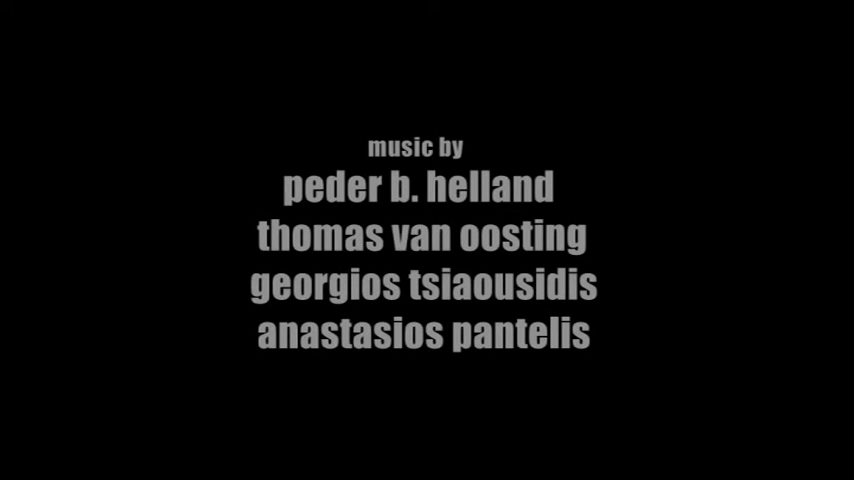 music by
peder b. helland
thomas van oosting
georgios tsiaousidis
anastasios pantelis